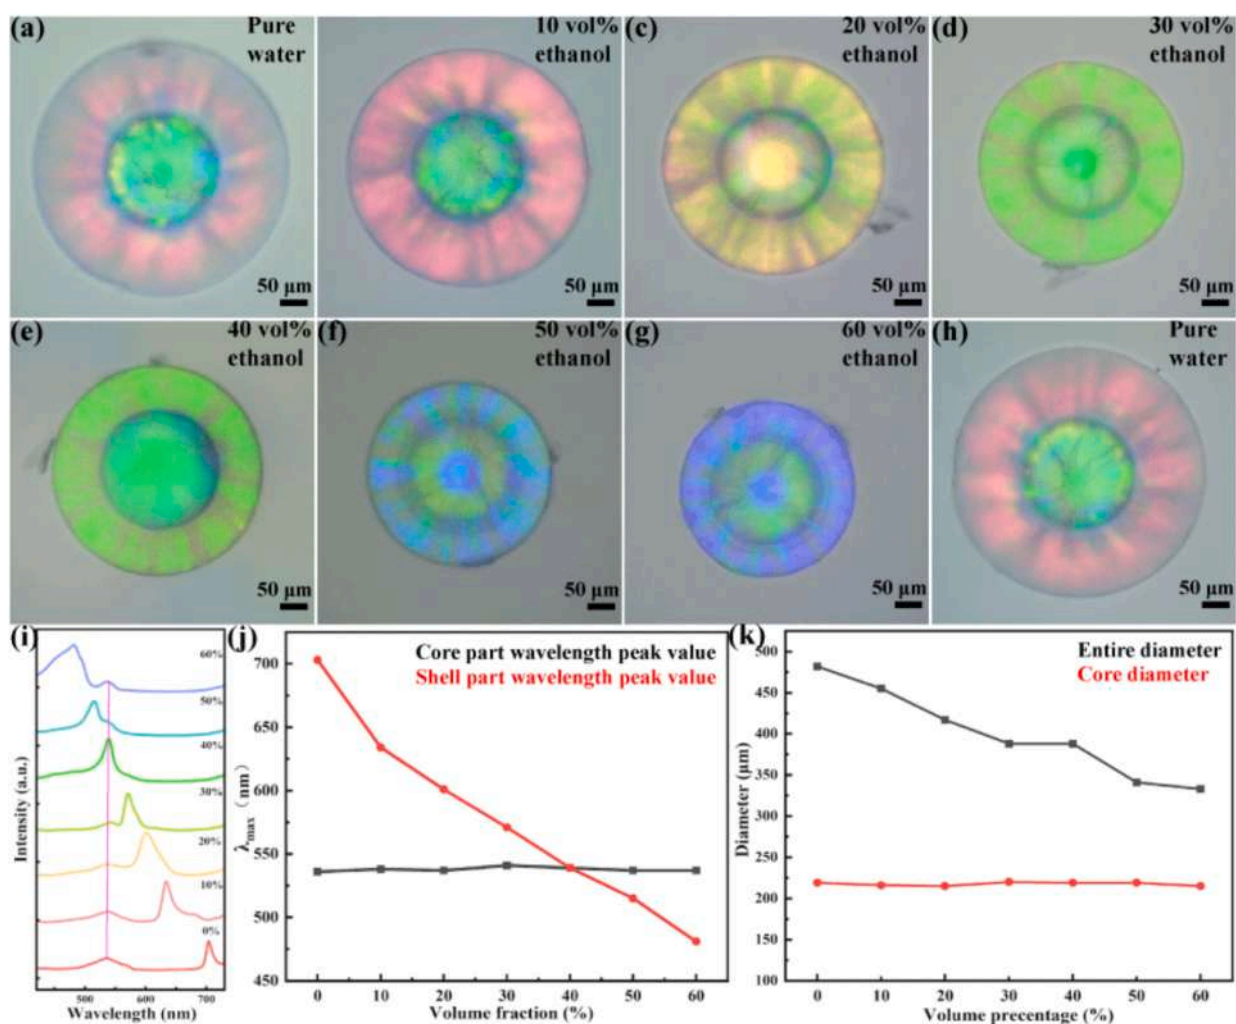 (a)
Pure
water
10 vol%
ethanol
(c)
20 vol%
ethanol
(d)
30 vol%
ethanol
50 μm
50 μm
50 μm
50 μm
(e)
40 vol%
ethanol
(f)
50 vol%
ethanol
(g)
60 vol%
ethanol
(h)
Pure
water
50 μm
50 μm
50 μm
50 μm
(i)
60%
50%
40%
30%
20%
10%
0%
Intensity (a.u.)
500
600
700
Wavelength (nm)
(j)
Core part wavelength peak value
Shell part wavelength peak value
700
650
600
550
500
450
λmax (nm)
0
10
20
30
40
50
60
Volume fraction (%)
(k)
Entire diameter
Core diameter
500
450
400
350
300
250
200
150
100
Diameter (μm)
0
10
20
30
40
50
60
Volume precentage (%)